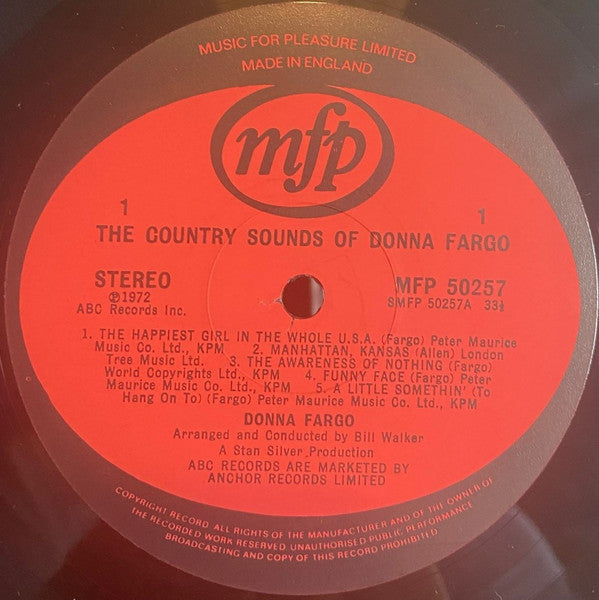 MUSIC FOR PLEASURE LIMITED
MADE IN ENGLAND
mfp
1 1
THE COUNTRY SOUNDS OF DONNA FARGO
STEREO MFP 50257
℗1972 SMFP 50257A 33⅓
ABC Records Inc.
1. THE HAPPIEST GIRL IN THE WHOLE U.S.A. (Fargo) Peter Maurice
Music Co. Ltd., KPM 2. MANHATTAN, KANSAS (Allen) London
Tree Music Ltd. 3. THE AWARENESS OF NOTHING (Fargo)
World Copyrights Ltd., KPM 4. FUNNY FACE (Fargo) Peter
Maurice Music Co. Ltd., KPM 5. A LITTLE SOMETHIN' (To
Hang On To) (Fargo) Peter Maurice Music Co. Ltd., KPM
DONNA FARGO
Arranged and Conducted by Bill Walker
A Stan Silver Production
ABC RECORDS ARE MARKETED BY
ANCHOR RECORDS LIMITED
COPYRIGHT RECORD. ALL RIGHTS OF THE MANUFACTURER AND OF THE OWNER OF
THE RECORDED WORK RESERVED. UNAUTHORISED PUBLIC PERFORMANCE
BROADCASTING AND COPY OF THIS RECORD PROHIBITED